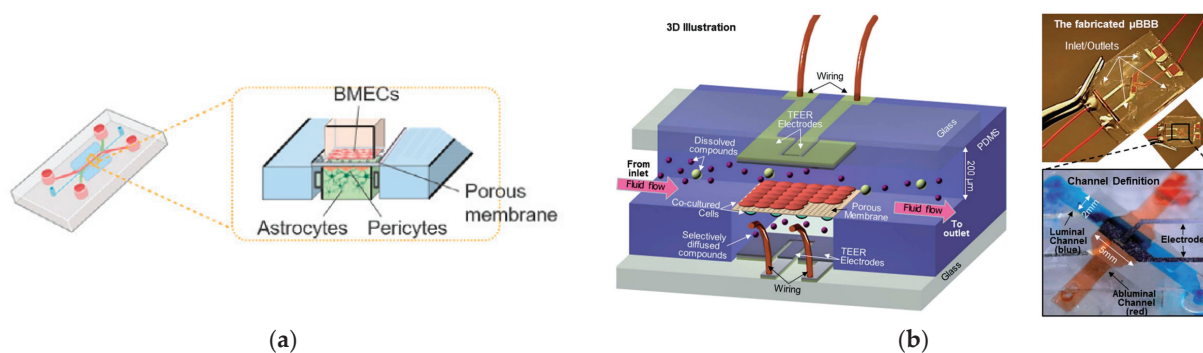 BMECs
Porous
membrane
Astrocytes
Pericytes
(a)
3D Illustration
Wiring
TEER
Electrodes
Glass
PDMS
Dissolved
compounds
200 µm
From
inlet
Fluid flow
Co-cultured
Cells
Porous
Membrane
Fluid flow
To
outlet
Selectively
diffused
compounds
TEER
Electrodes
Wiring
Glass
The fabricated µBBB
Inlet/Outlets
Channel Definition
2mm
Luminal
Channel
(blue)
Electrode
5mm
Abluminal
Channel
(red)
(b)